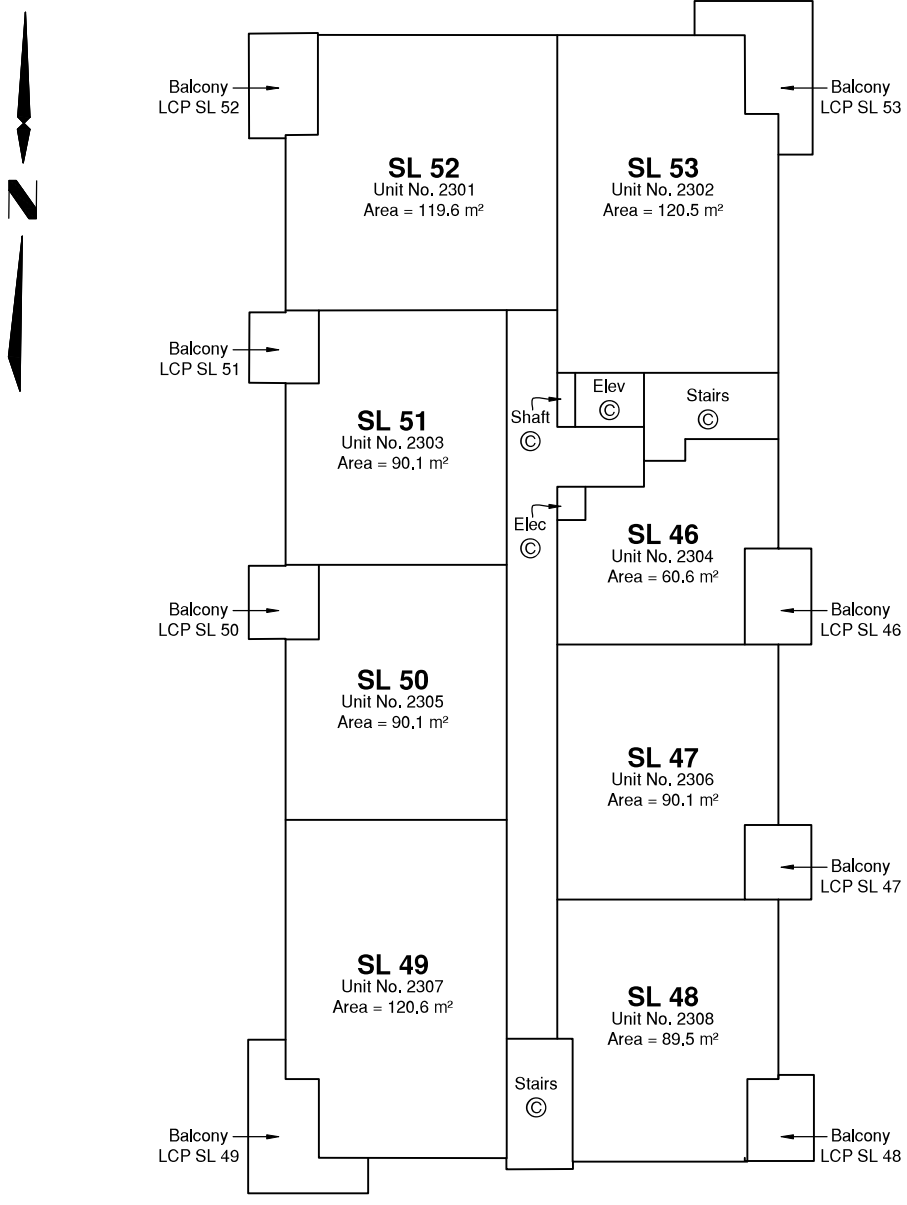 Balcony
LCP SL 52
Balcony
LCP SL 53
N
SL 52
Unit No. 2301
Area = 119.6 m²
SL 53
Unit No. 2302
Area = 120.5 m²
Balcony
LCP SL 51
Elev
©
Stairs
©
Shaft
©
SL 51
Unit No. 2303
Area = 90.1 m²
Elec
©
SL 46
Unit No. 2304
Area = 60.6 m²
Balcony
LCP SL 50
Balcony
LCP SL 46
SL 50
Unit No. 2305
Area = 90.1 m²
SL 47
Unit No. 2306
Area = 90.1 m²
Balcony
LCP SL 47
SL 49
Unit No. 2307
Area = 120.6 m²
SL 48
Unit No. 2308
Area = 89.5 m²
Stairs
©
Balcony
LCP SL 49
Balcony
LCP SL 48